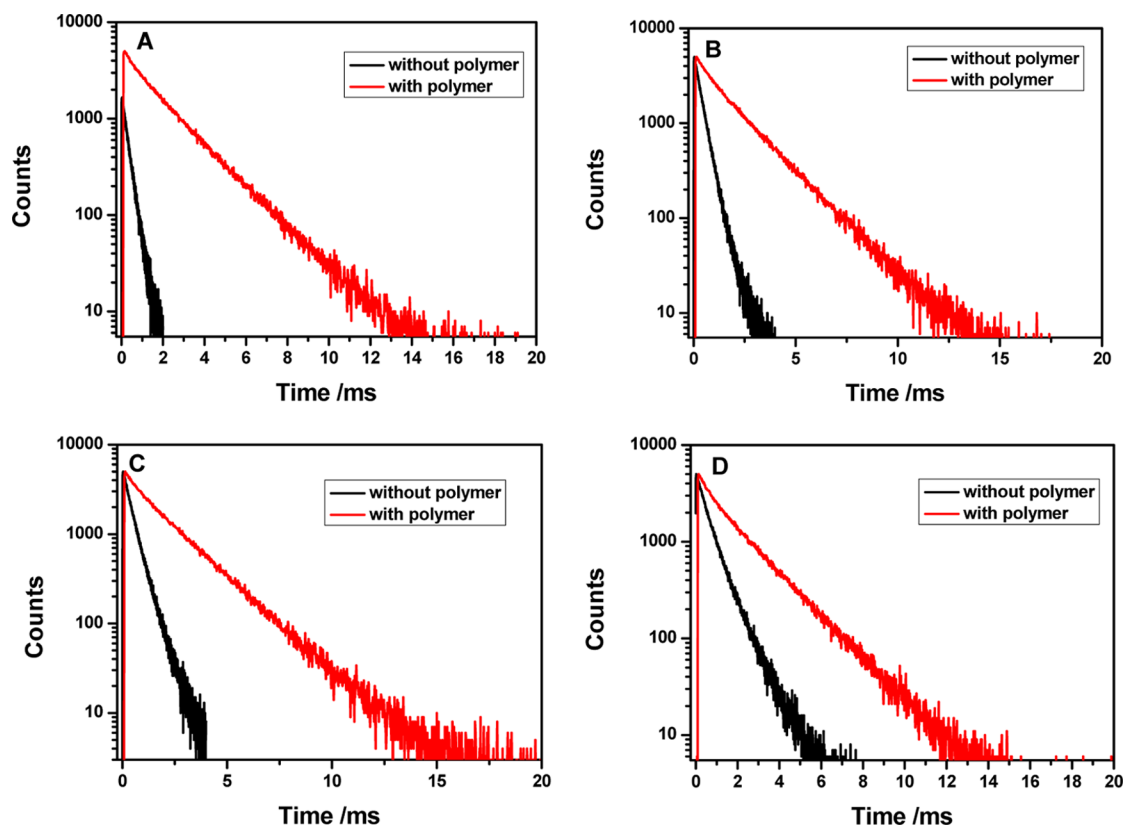 A
10000
1000
100
10
Counts
without polymer
with polymer
0 2 4 6 8 10 12 14 16 18 20
Time /ms
B
10000
1000
100
10
Counts
without polymer
with polymer
0 5 10 15 20
Time /ms
C
10000
1000
100
10
Counts
without polymer
with polymer
0 5 10 15 20
Time /ms
D
10000
1000
100
10
Counts
without polymer
with polymer
0 2 4 6 8 10 12 14 16 18 20
Time /ms